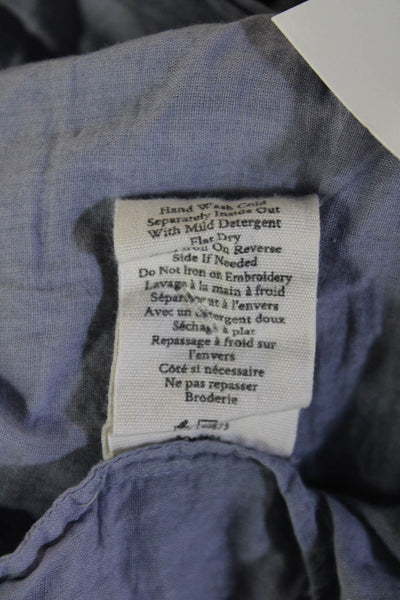 Hand Wash Cold
Separately Inside Out
With Mild Detergent
Flat Dry
Iron On Reverse
Side If Needed
Do Not Iron on Embroidery
Lavage à la main à froid
Séparément à l'envers
Avec un détergent doux
Séchage à plat
Repassage à froid sur
l'envers
Côté si nécessaire
Ne pas repasser
Broderie